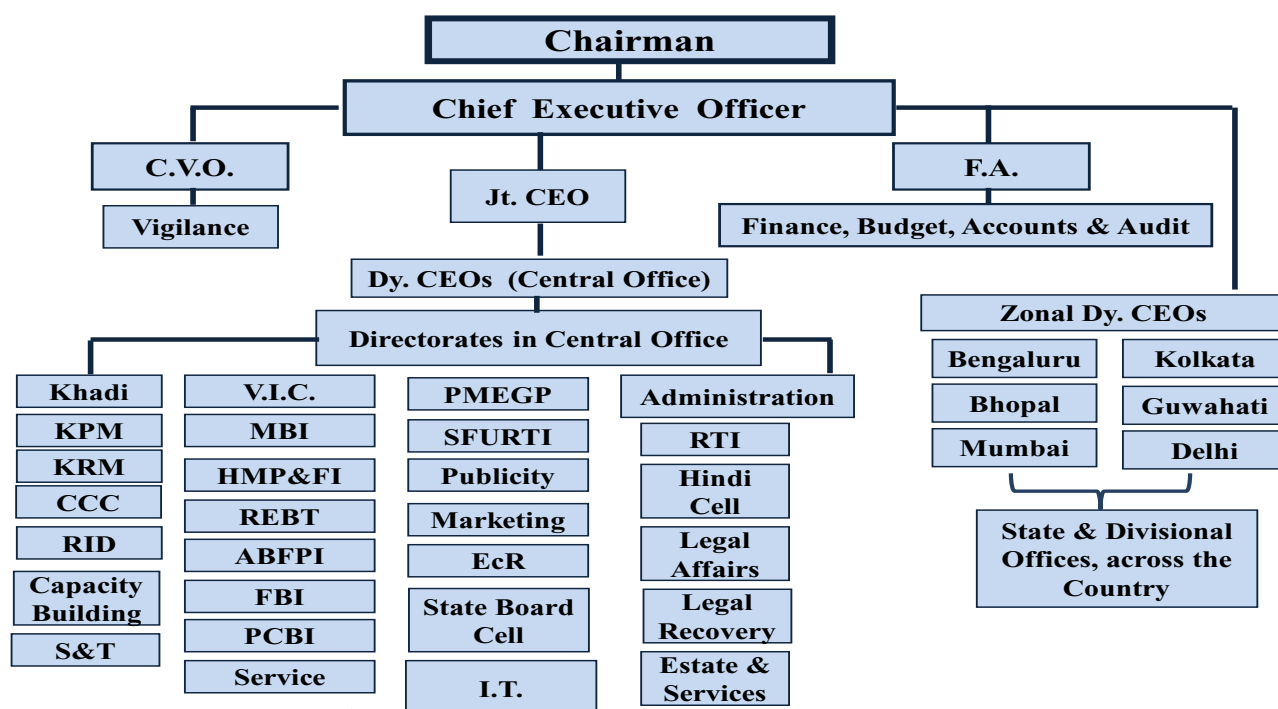 Chairman
Chief Executive Officer
C.V.O.
Vigilance
Jt. CEO
F.A.
Finance, Budget, Accounts & Audit
Dy. CEOs (Central Office)
Directorates in Central Office
Khadi
KPM
KRM
CCC
RID
Capacity
Building
S&T
V.I.C.
MBI
HMP&FI
REBT
ABFPI
FBI
PCBI
Service
PMEGP
SFURTI
Publicity
Marketing
EcR
State Board
Cell
I.T.
Administration
RTI
Hindi
Cell
Legal
Affairs
Legal
Recovery
Estate &
Services
Zonal Dy. CEOs
Bengaluru
Bhopal
Mumbai
Kolkata
Guwahati
Delhi
State & Divisional
Offices, across the
Country